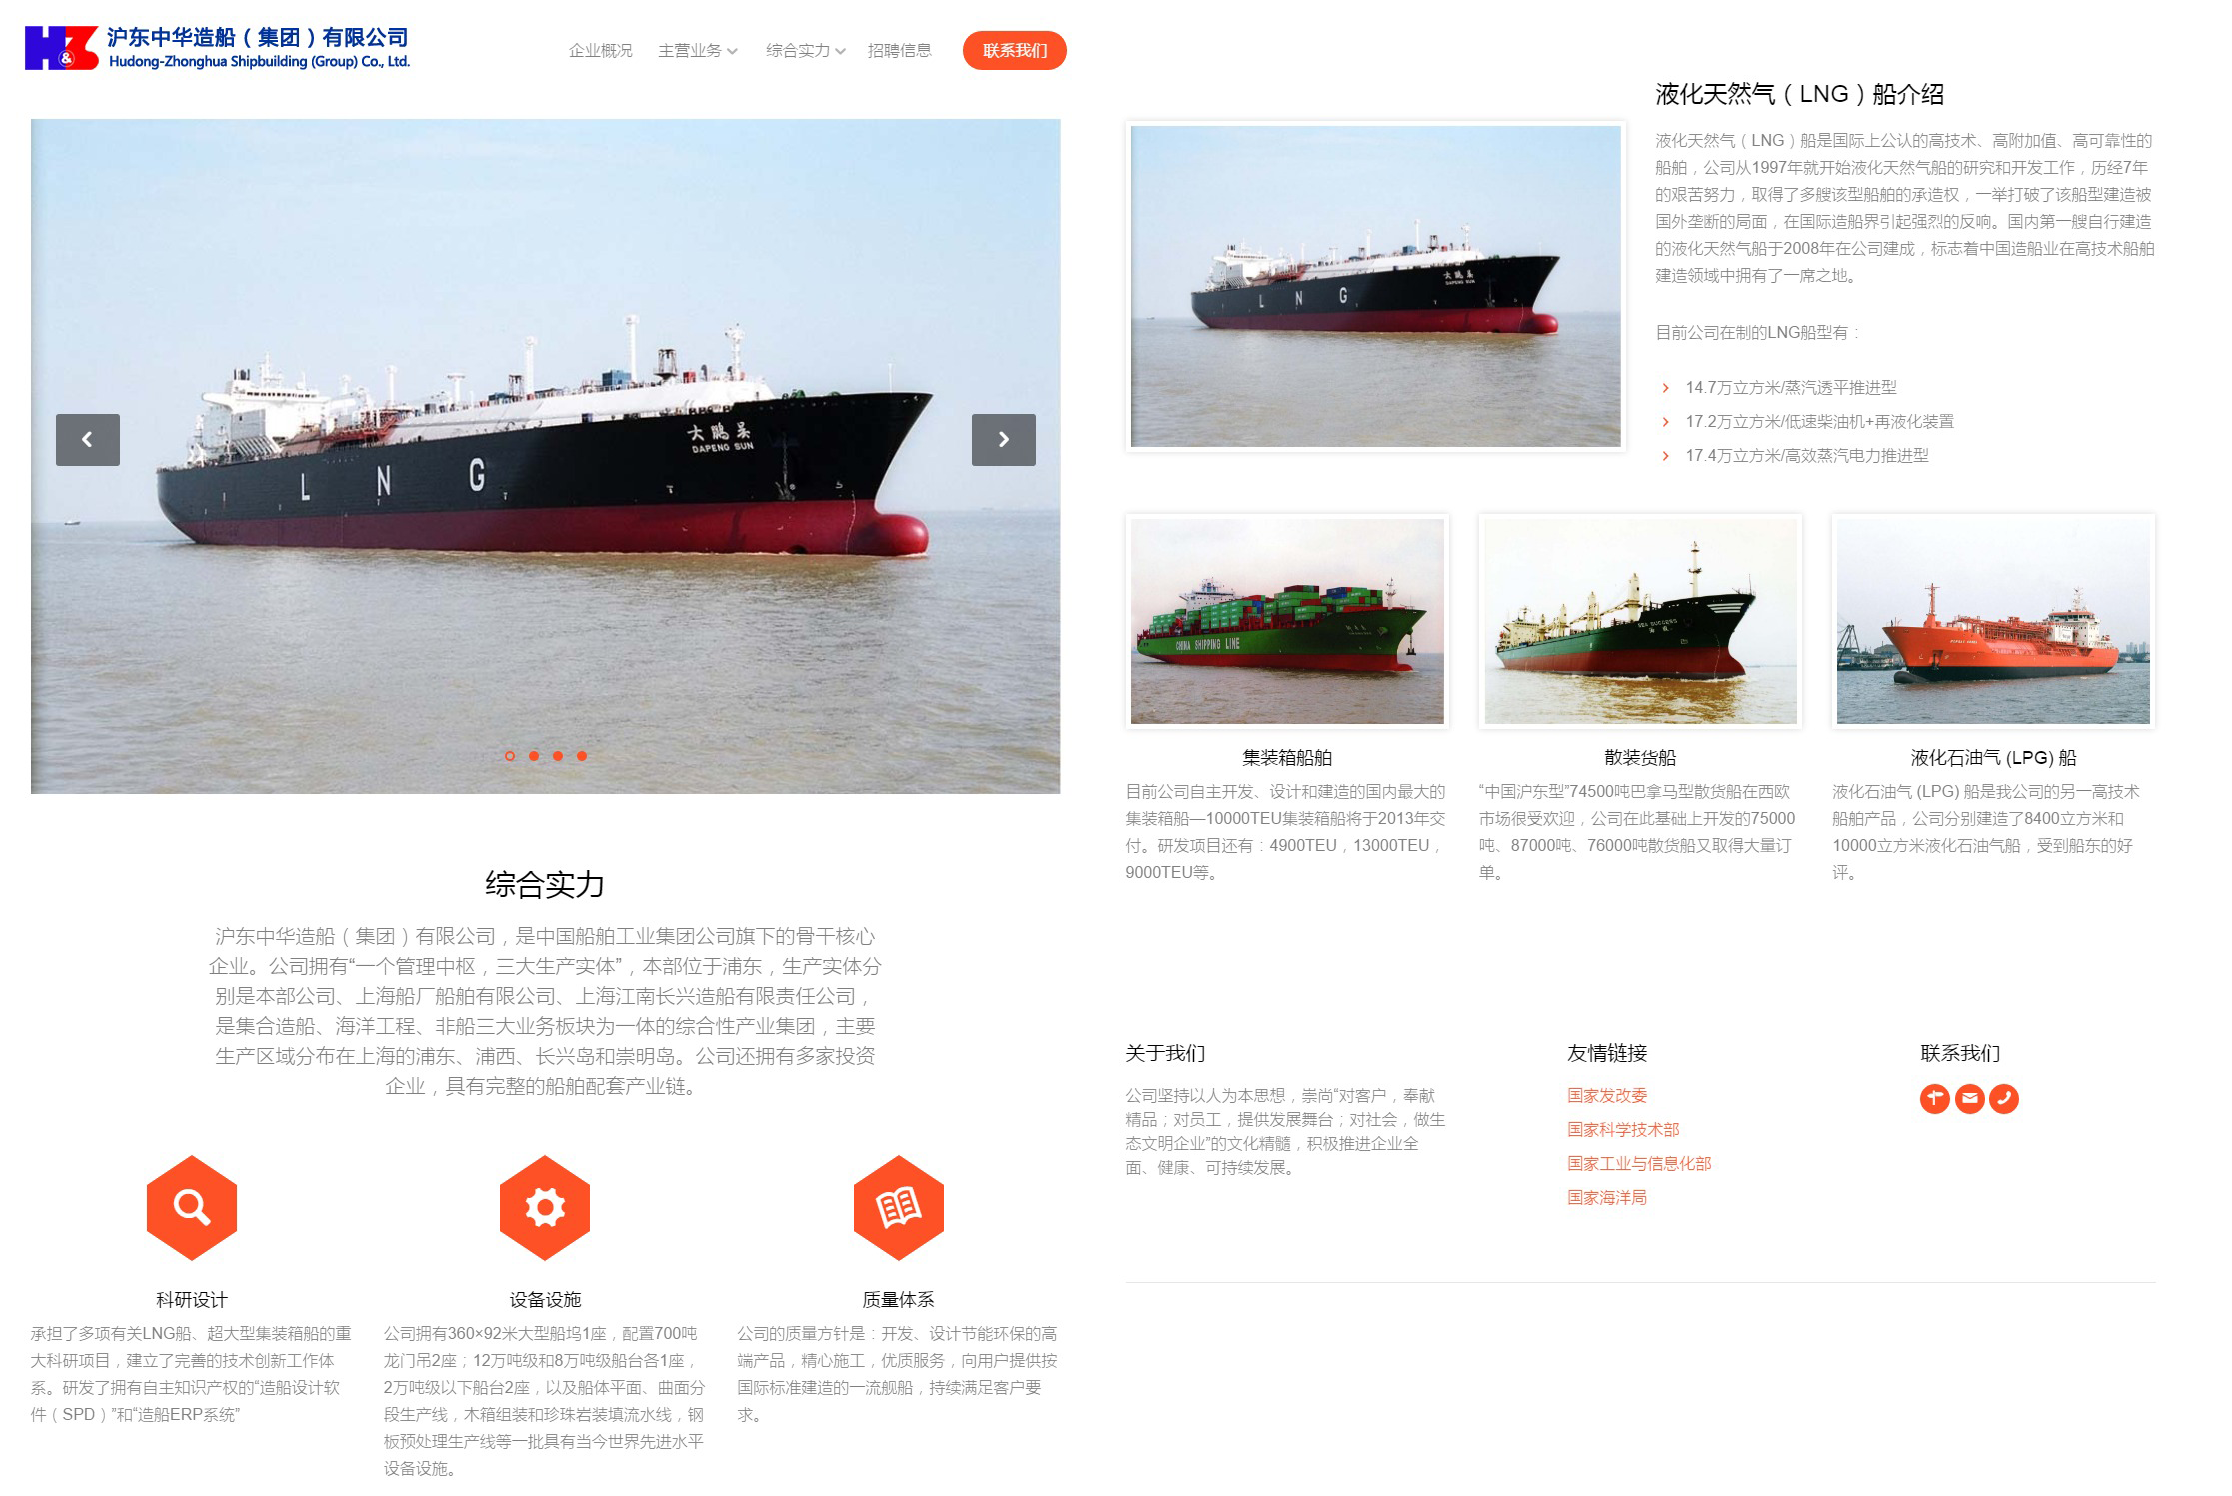 沪东中华造船（集团）有限公司
Hudong-Zhonghua Shipbuilding (Group) Co., Ltd.
企业概况 主营业务 综合实力 招聘信息 联系我们
大鹏昊
DAPENG SUN
L N G
综合实力
沪东中华造船（集团）有限公司，是中国船舶工业集团公司旗下的骨干核心
企业。公司拥有“一个管理中枢，三大生产实体”，本部位于浦东，生产实体分
别是本部公司、上海船厂船舶有限公司、上海江南长兴造船有限责任公司，
是集合造船、海洋工程、非船三大业务板块为一体的综合性产业集团，主要
生产区域分布在上海的浦东、浦西、长兴岛和崇明岛。公司还拥有多家投资
企业，具有完整的船舶配套产业链。
科研设计
承担了多项有关LNG船、超大型集装箱船的重
大科研项目，建立了完善的技术创新工作体
系。研发了拥有自主知识产权的“造船设计软
件（SPD）”和“造船ERP系统”
设备设施
公司拥有360×92米大型船坞1座，配置700吨
龙门吊2座；12万吨级和8万吨级船台各1座，
2万吨级以下船台2座，以及船体平面、曲面分
段生产线，木箱组装和珍珠岩装填流水线，钢
板预处理生产线等一批具有当今世界先进水平
设备设施。
质量体系
公司的质量方针是：开发、设计节能环保的高
端产品，精心施工，优质服务，向用户提供按
国际标准建造的一流舰船，持续满足客户要
求。
液化天然气（LNG）船介绍
大鹏昊
DAPENG SUN
L N G
液化天然气（LNG）船是国际上公认的高技术、高附加值、高可靠性的
船舶，公司从1997年就开始液化天然气船的研究和开发工作，历经7年
的艰苦努力，取得了多艘该型船舶的承造权，一举打破了该船型建造被
国外垄断的局面，在国际造船界引起强烈的反响。国内第一艘自行建造
的液化天然气船于2008年在公司建成，标志着中国造船业在高技术船舶
建造领域中拥有了一席之地。
目前公司在制的LNG船型有：
14.7万立方米/蒸汽透平推进型
17.2万立方米/低速柴油机+再液化装置
17.4万立方米/高效蒸汽电力推进型
CHINA SHIPPING LINE
集装箱船舶
目前公司自主开发、设计和建造的国内最大的
集装箱船—10000TEU集装箱船将于2013年交
付。研发项目还有：4900TEU，13000TEU，
9000TEU等。
SEA SUCCESS
散装货船
“中国沪东型”74500吨巴拿马型散货船在西欧
市场很受欢迎，公司在此基础上开发的75000
吨、87000吨、76000吨散货船又取得大量订
单。
液化石油气 (LPG) 船
液化石油气 (LPG) 船是我公司的另一高技术
船舶产品，公司分别建造了8400立方米和
10000立方米液化石油气船，受到船东的好
评。
关于我们
公司坚持以人为本思想，崇尚“对客户，奉献
精品；对员工，提供发展舞台；对社会，做生
态文明企业”的文化精髓，积极推进企业全
面、健康、可持续发展。
友情链接
国家发改委
国家科学技术部
国家工业与信息化部
国家海洋局
联系我们